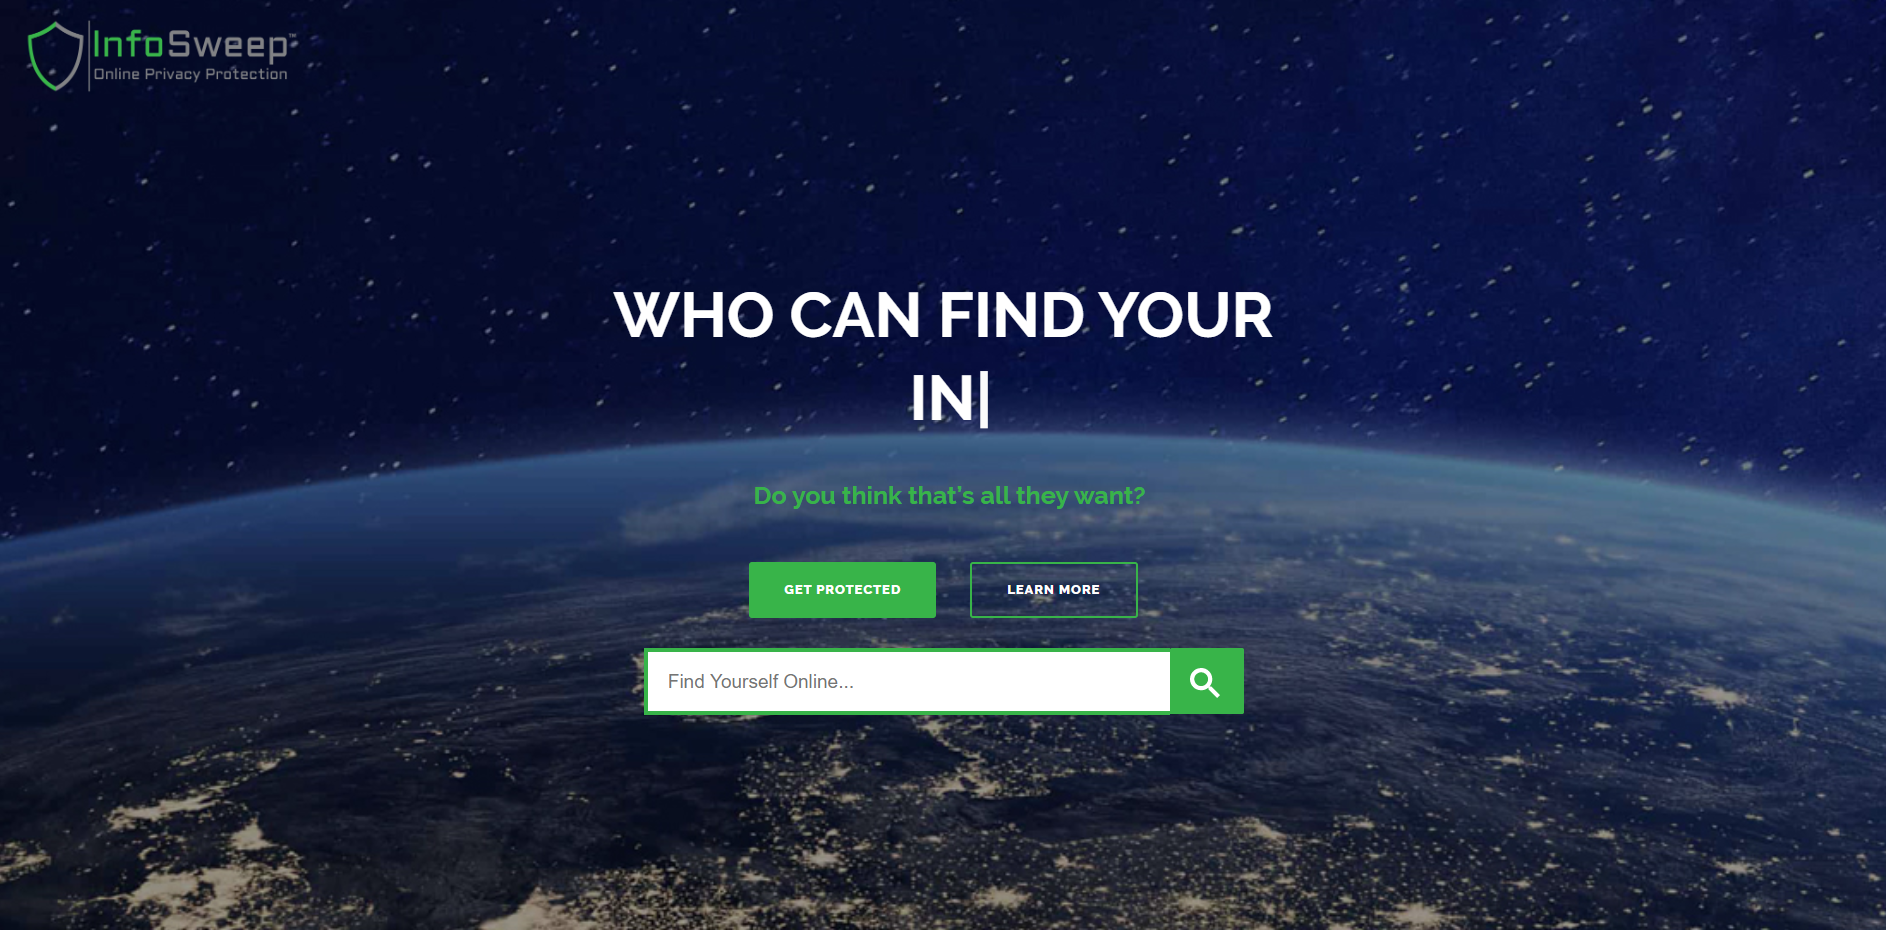 InfoSweep™
Online Privacy Protection
WHO CAN FIND YOUR
IN|
Do you think that's all they want?
GET PROTECTED
LEARN MORE
Find Yourself Online...